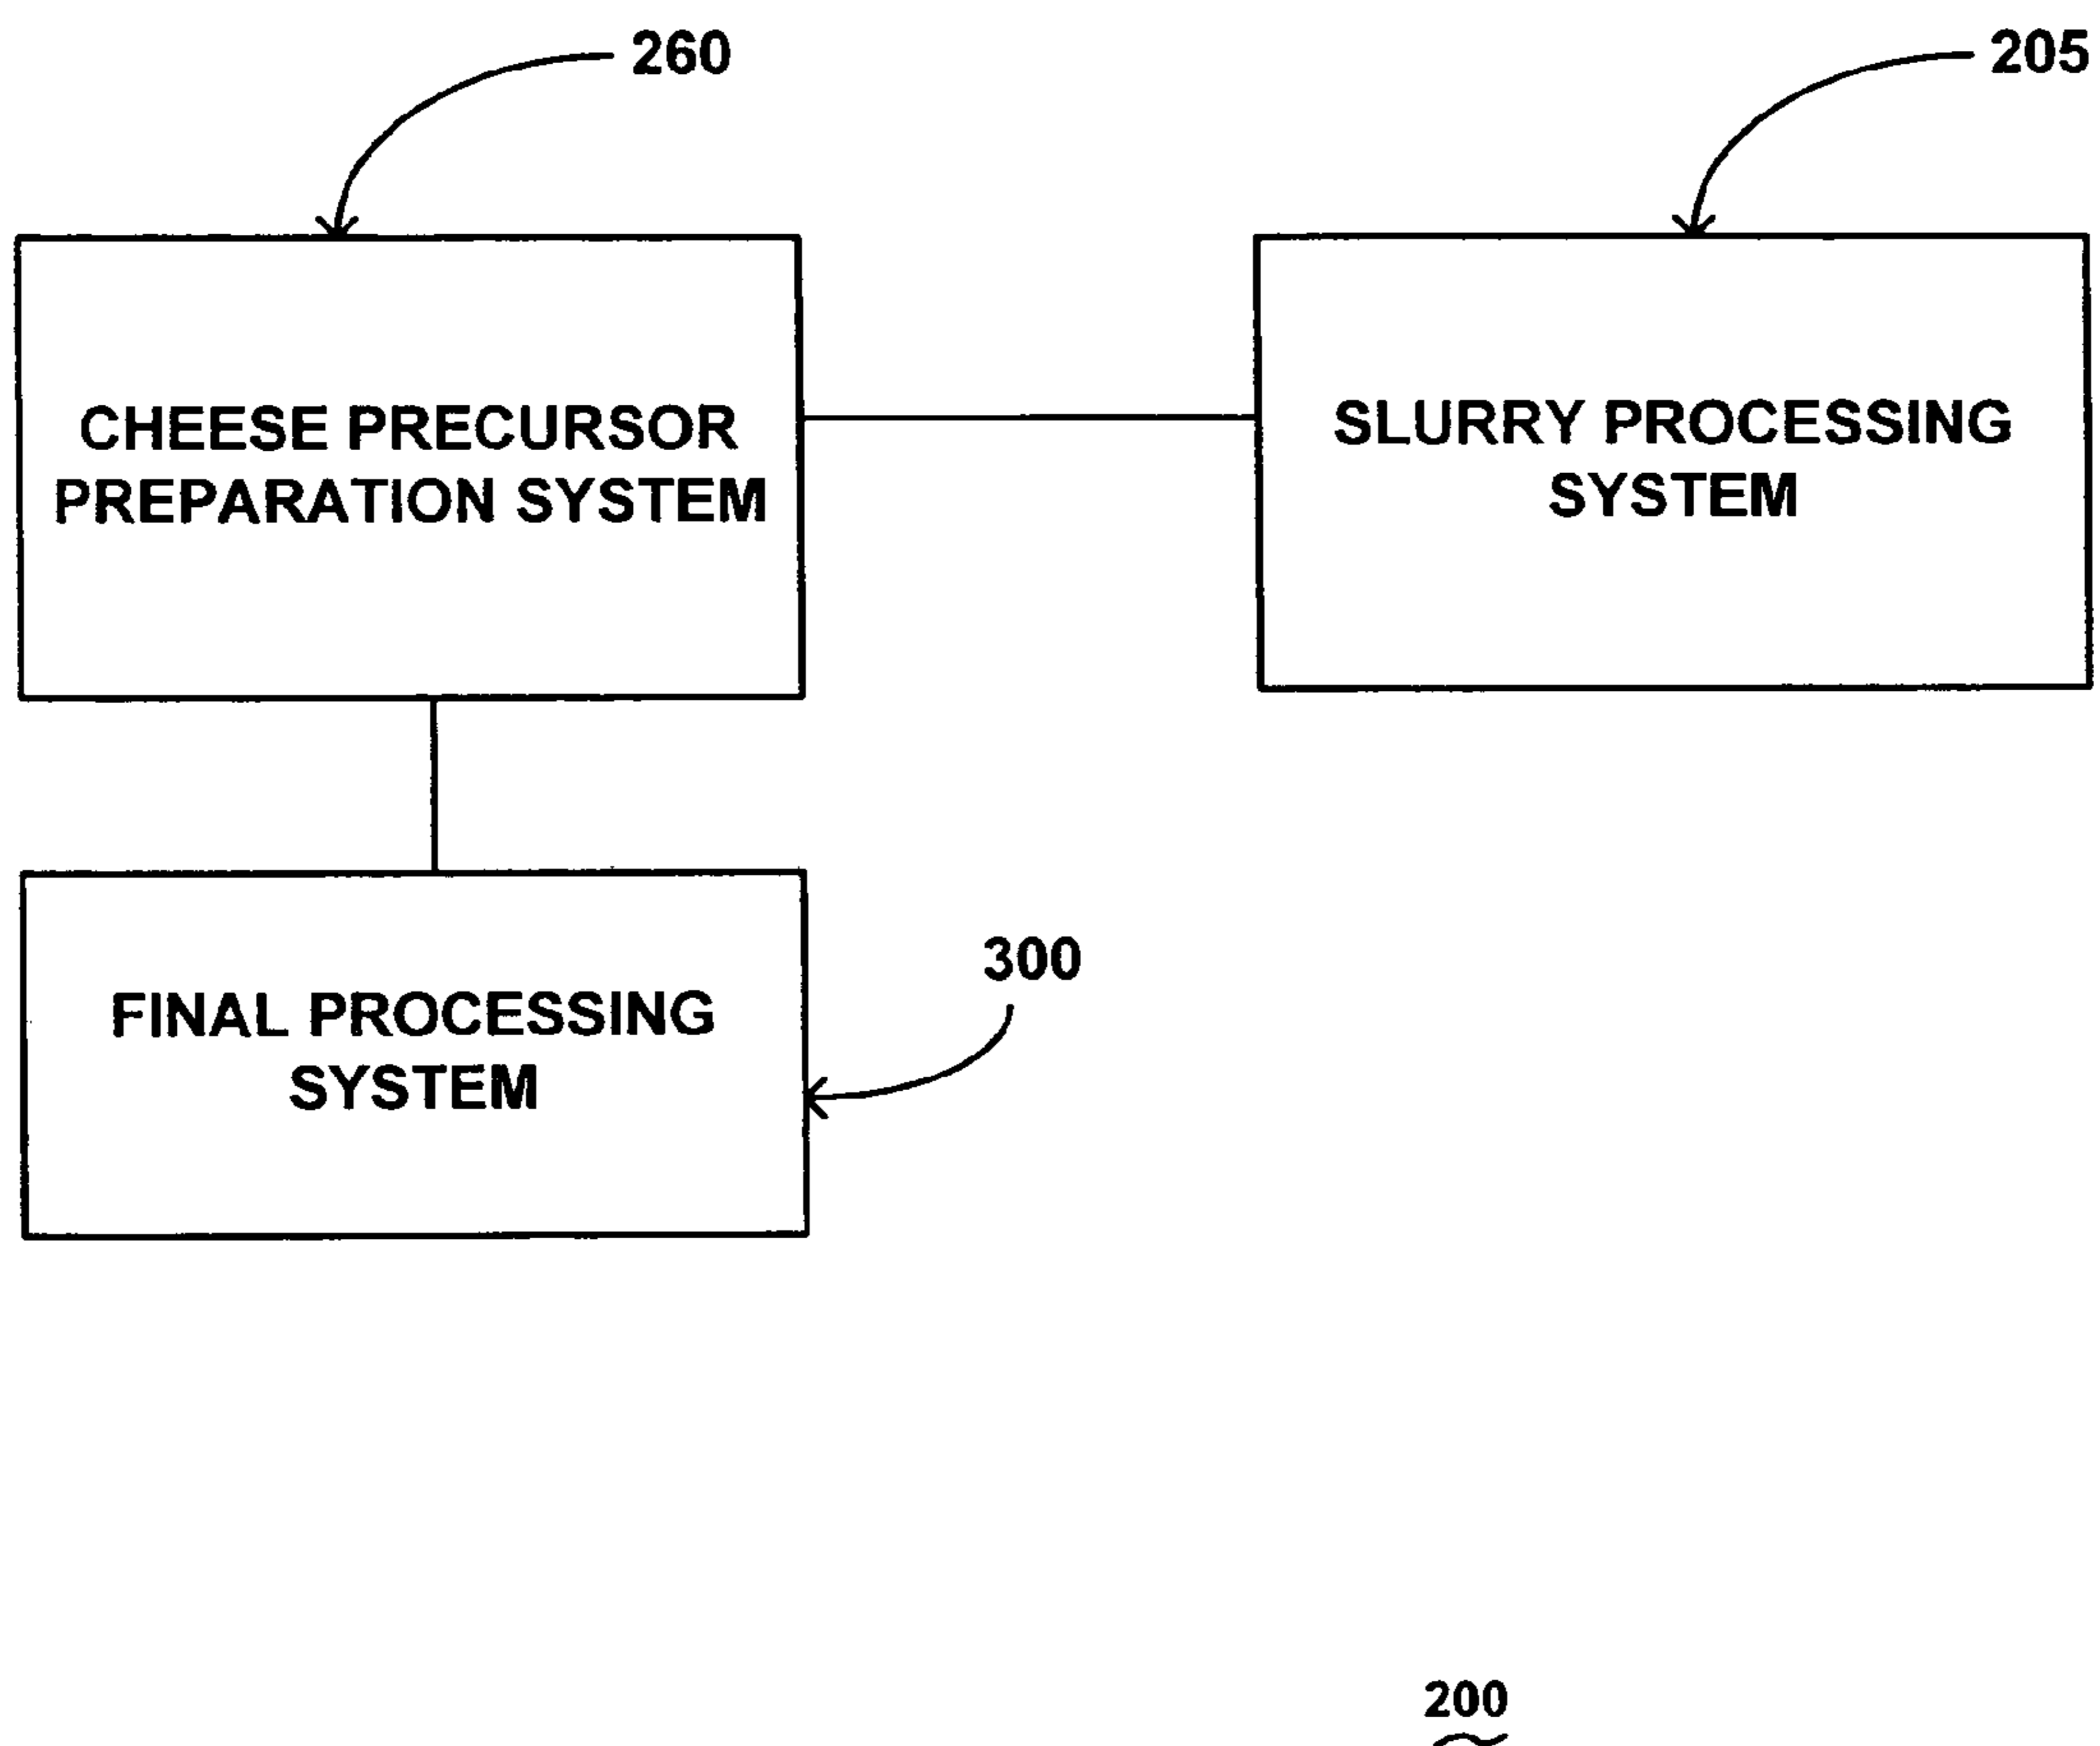 260
205
CHEESE PRECURSOR
PREPARATION SYSTEM
SLURRY PROCESSING
SYSTEM
FINAL PROCESSING
SYSTEM
300
200